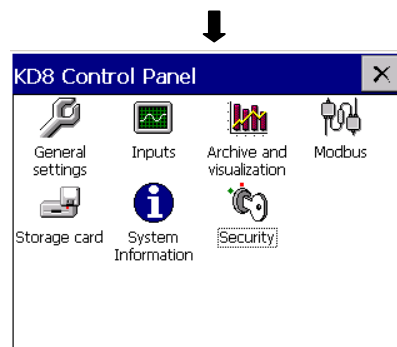 KD8 Control Panel
General
settings
Inputs
Archive and
visualization
Modbus
Storage card
System
Information
Security